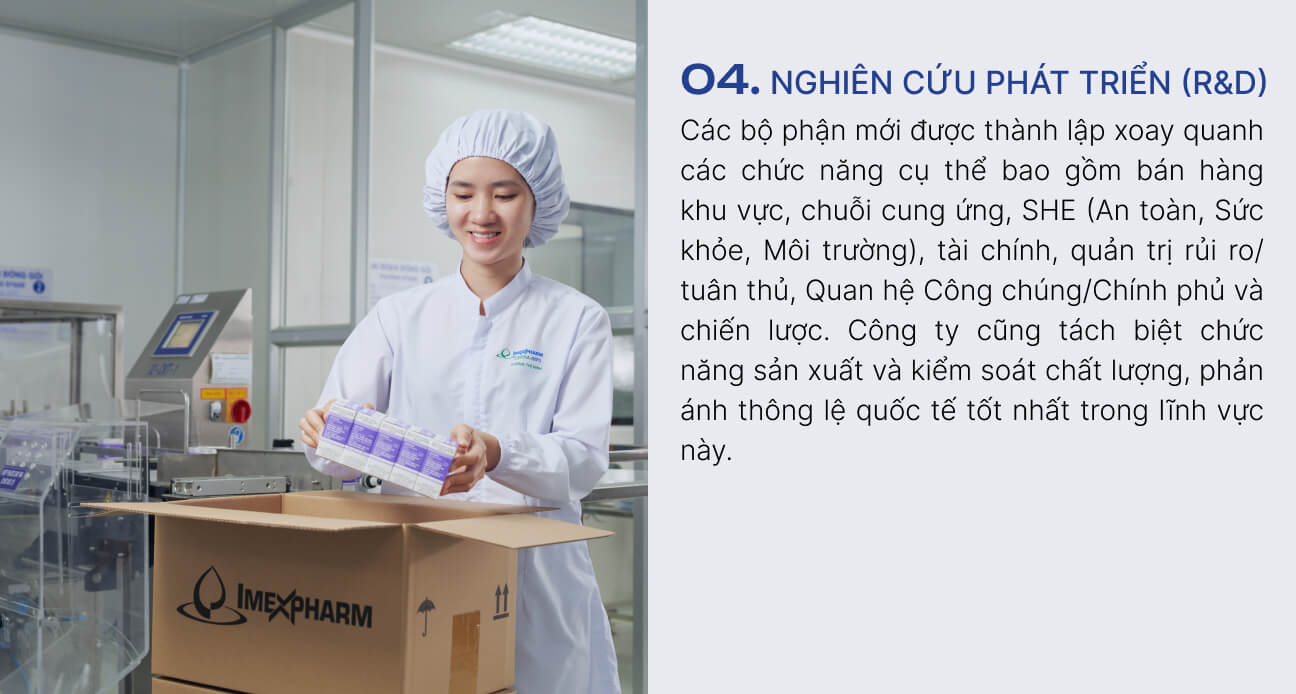 04. NGHIÊN CỨU PHÁT TRIỂN (R&D)
Các bộ phận mới được thành lập xoay quanh
các chức năng cụ thể bao gồm bán hàng
khu vực, chuỗi cung ứng, SHE (An toàn, Sức
khỏe, Môi trường), tài chính, quản trị rủi ro/
tuân thủ, Quan hệ Công chúng/Chính phủ và
chiến lược. Công ty cũng tách biệt chức
năng sản xuất và kiểm soát chất lượng, phản
ánh thông lệ quốc tế tốt nhất trong lĩnh vực
này.
ĐÓNG GÓI
IMEXPHARM
IMEXPHARM